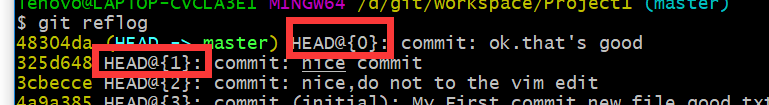 lenovo@LAPTOP-CVCLA3E1 MINGW64 /d/git/workspace/Project1 (master)
$ git reflog
48304da (HEAD -> master) HEAD@{0}: commit: ok.that's good
325d648 HEAD@{1}: commit: nice commit
3cbecce HEAD@{2}: commit: nice,do not to the vim edit
4a9a385 HEAD@{3}: commit (initial): My First commit new file good txt